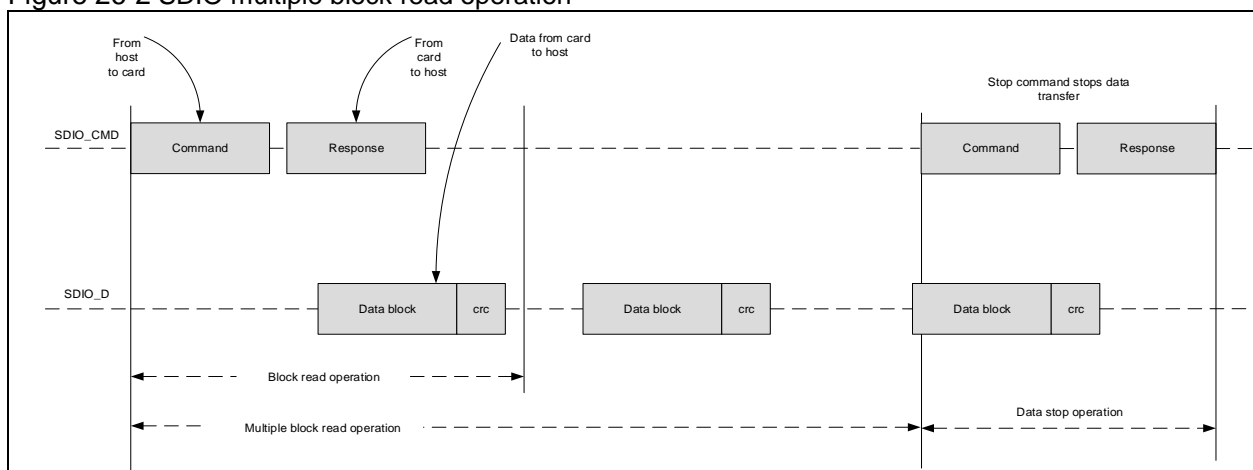 Figure 26-2 SDIO multiple block read operation
From
host
to card
From
card
to host
Data from card
to host
Stop command stops data
transfer
SDIO_CMD
Command
Response
Command
Response
SDIO_D
Data block
crc
Data block
crc
Data block
crc
Block read operation
Data stop operation
Multiple block read operation